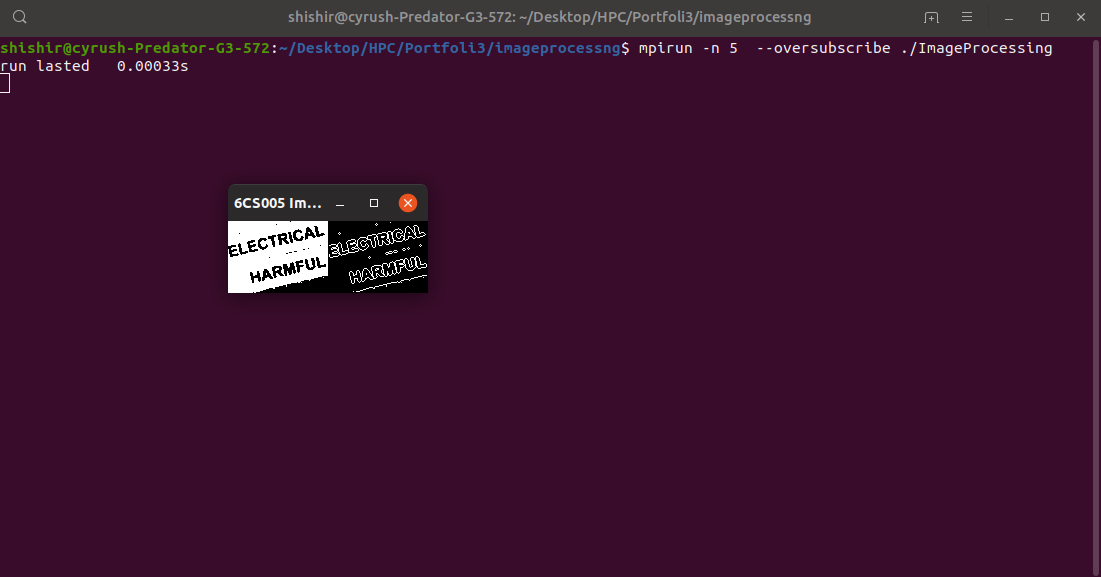 shishir@cyrush-Predator-G3-572: ~/Desktop/HPC/Portfoli3/imageprocessng
shishir@cyrush-Predator-G3-572:~/Desktop/HPC/Portfoli3/imageprocessng$ mpirun -n 5  --oversubscribe ./ImageProcessing
run lasted   0.00033s
6CS005 Im...
ELECTRICAL ELECTRICAL
HARMFUL HARMFUL